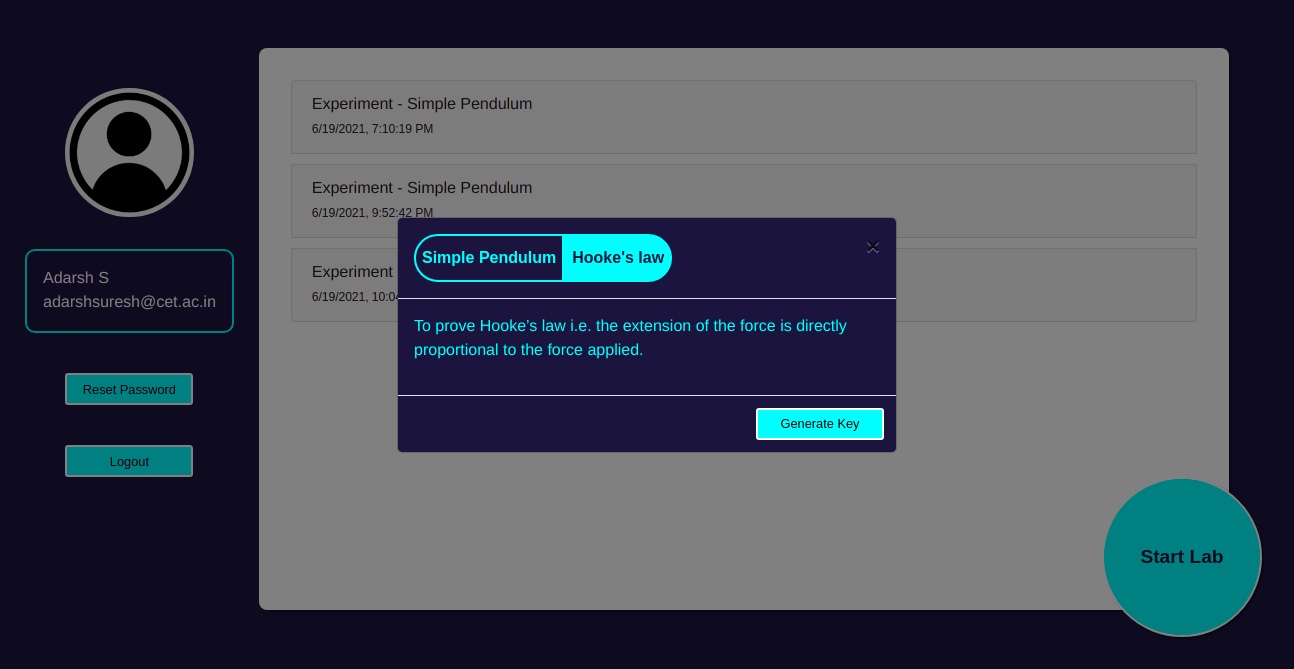 Adarsh S
adarshsuresh@cet.ac.in
Reset Password
Logout
Experiment - Simple Pendulum
6/19/2021, 7:10:19 PM
Experiment - Simple Pendulum
6/19/2021, 9:52:42 PM
Experiment
6/19/2021, 10:04
Simple Pendulum Hooke's law
×
To prove Hooke's law i.e. the extension of the force is directly
proportional to the force applied.
Generate Key
Start Lab